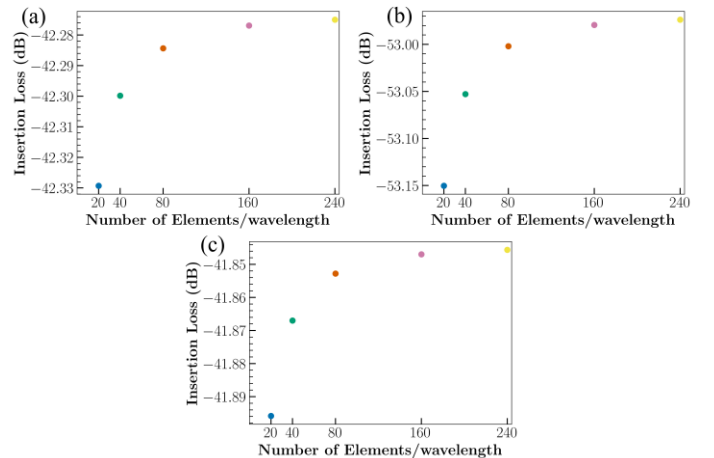 (a)
Insertion Loss (dB)
−42.28
−42.29
−42.30
−42.31
−42.32
−42.33
20 40 80 160 240
Number of Elements/wavelength
(b)
Insertion Loss (dB)
−53.00
−53.05
−53.10
−53.15
20 40 80 160 240
Number of Elements/wavelength
(c)
Insertion Loss (dB)
−41.85
−41.86
−41.87
−41.88
−41.89
20 40 80 160 240
Number of Elements/wavelength